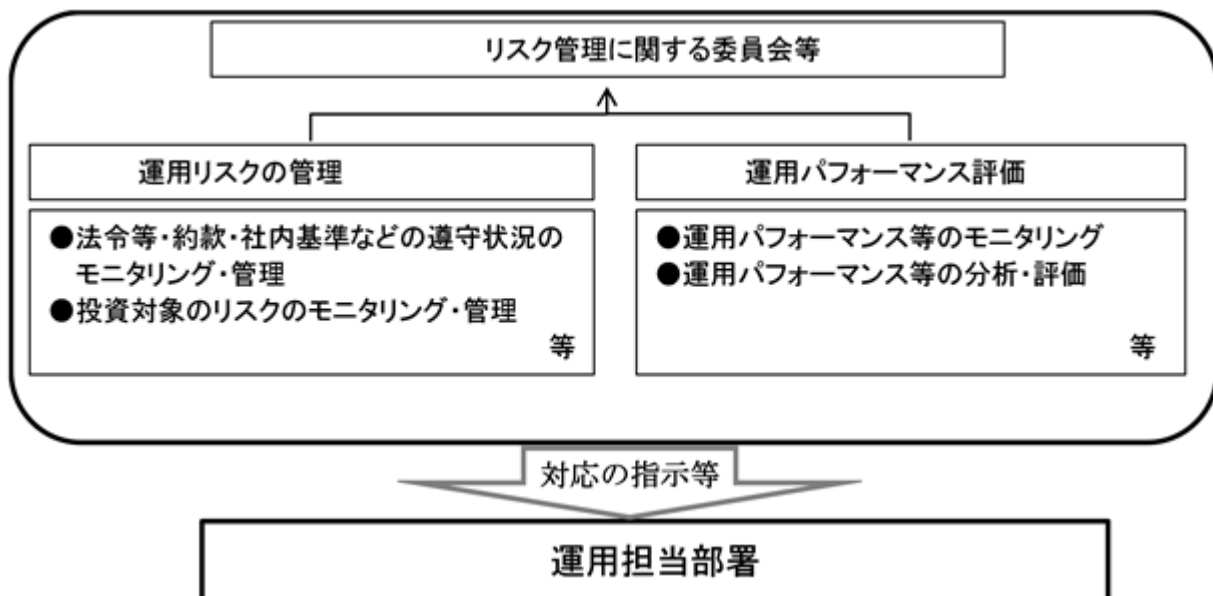 リスク管理に関する委員会等
運用リスクの管理
●法令等・約款・社内基準などの遵守状況の
モニタリング・管理
●投資対象のリスクのモニタリング・管理
等
運用パフォーマンス評価
●運用パフォーマンス等のモニタリング
●運用パフォーマンス等の分析・評価
等
対応の指示等
運用担当部署